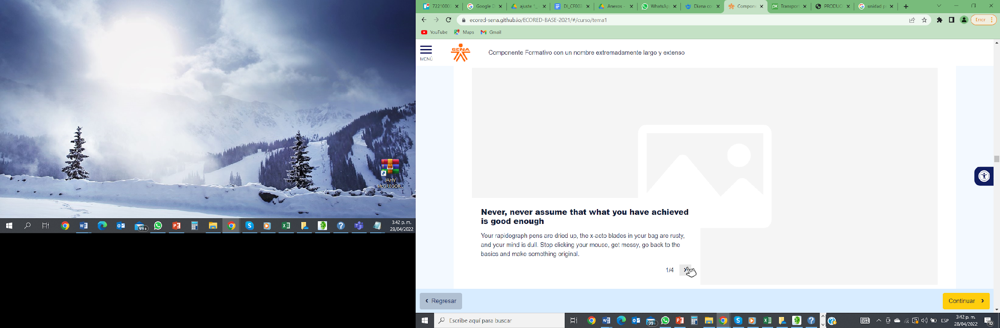 JAHV
McGREGOR...
99+
3:42 p. m.
28/04/2022
7221000
Google D
ajuste 1_
DI_CF003
Anexos -
WhatsAp
Diana co
Compone
Transport
PRODUC
unidad p
ecored-sena.github.io/ECORED-BASE-2021/#/curso/tema1
Error
YouTube
Maps
Gmail
MENÚ
SENA
Componente Formativo con un nombre extremadamente largo y extenso
Never, never assume that what you have achieved
is good enough
Your rapidograph pens are dried up, the x-acto blades in your bag are rusty,
and your mind is dull. Stop clicking your mouse, get messy, go back to the
basics and make something original.
1/4
Regresar
Continuar
Escribe aquí para buscar
99+
ESP
3:42 p. m.
28/04/2022
10